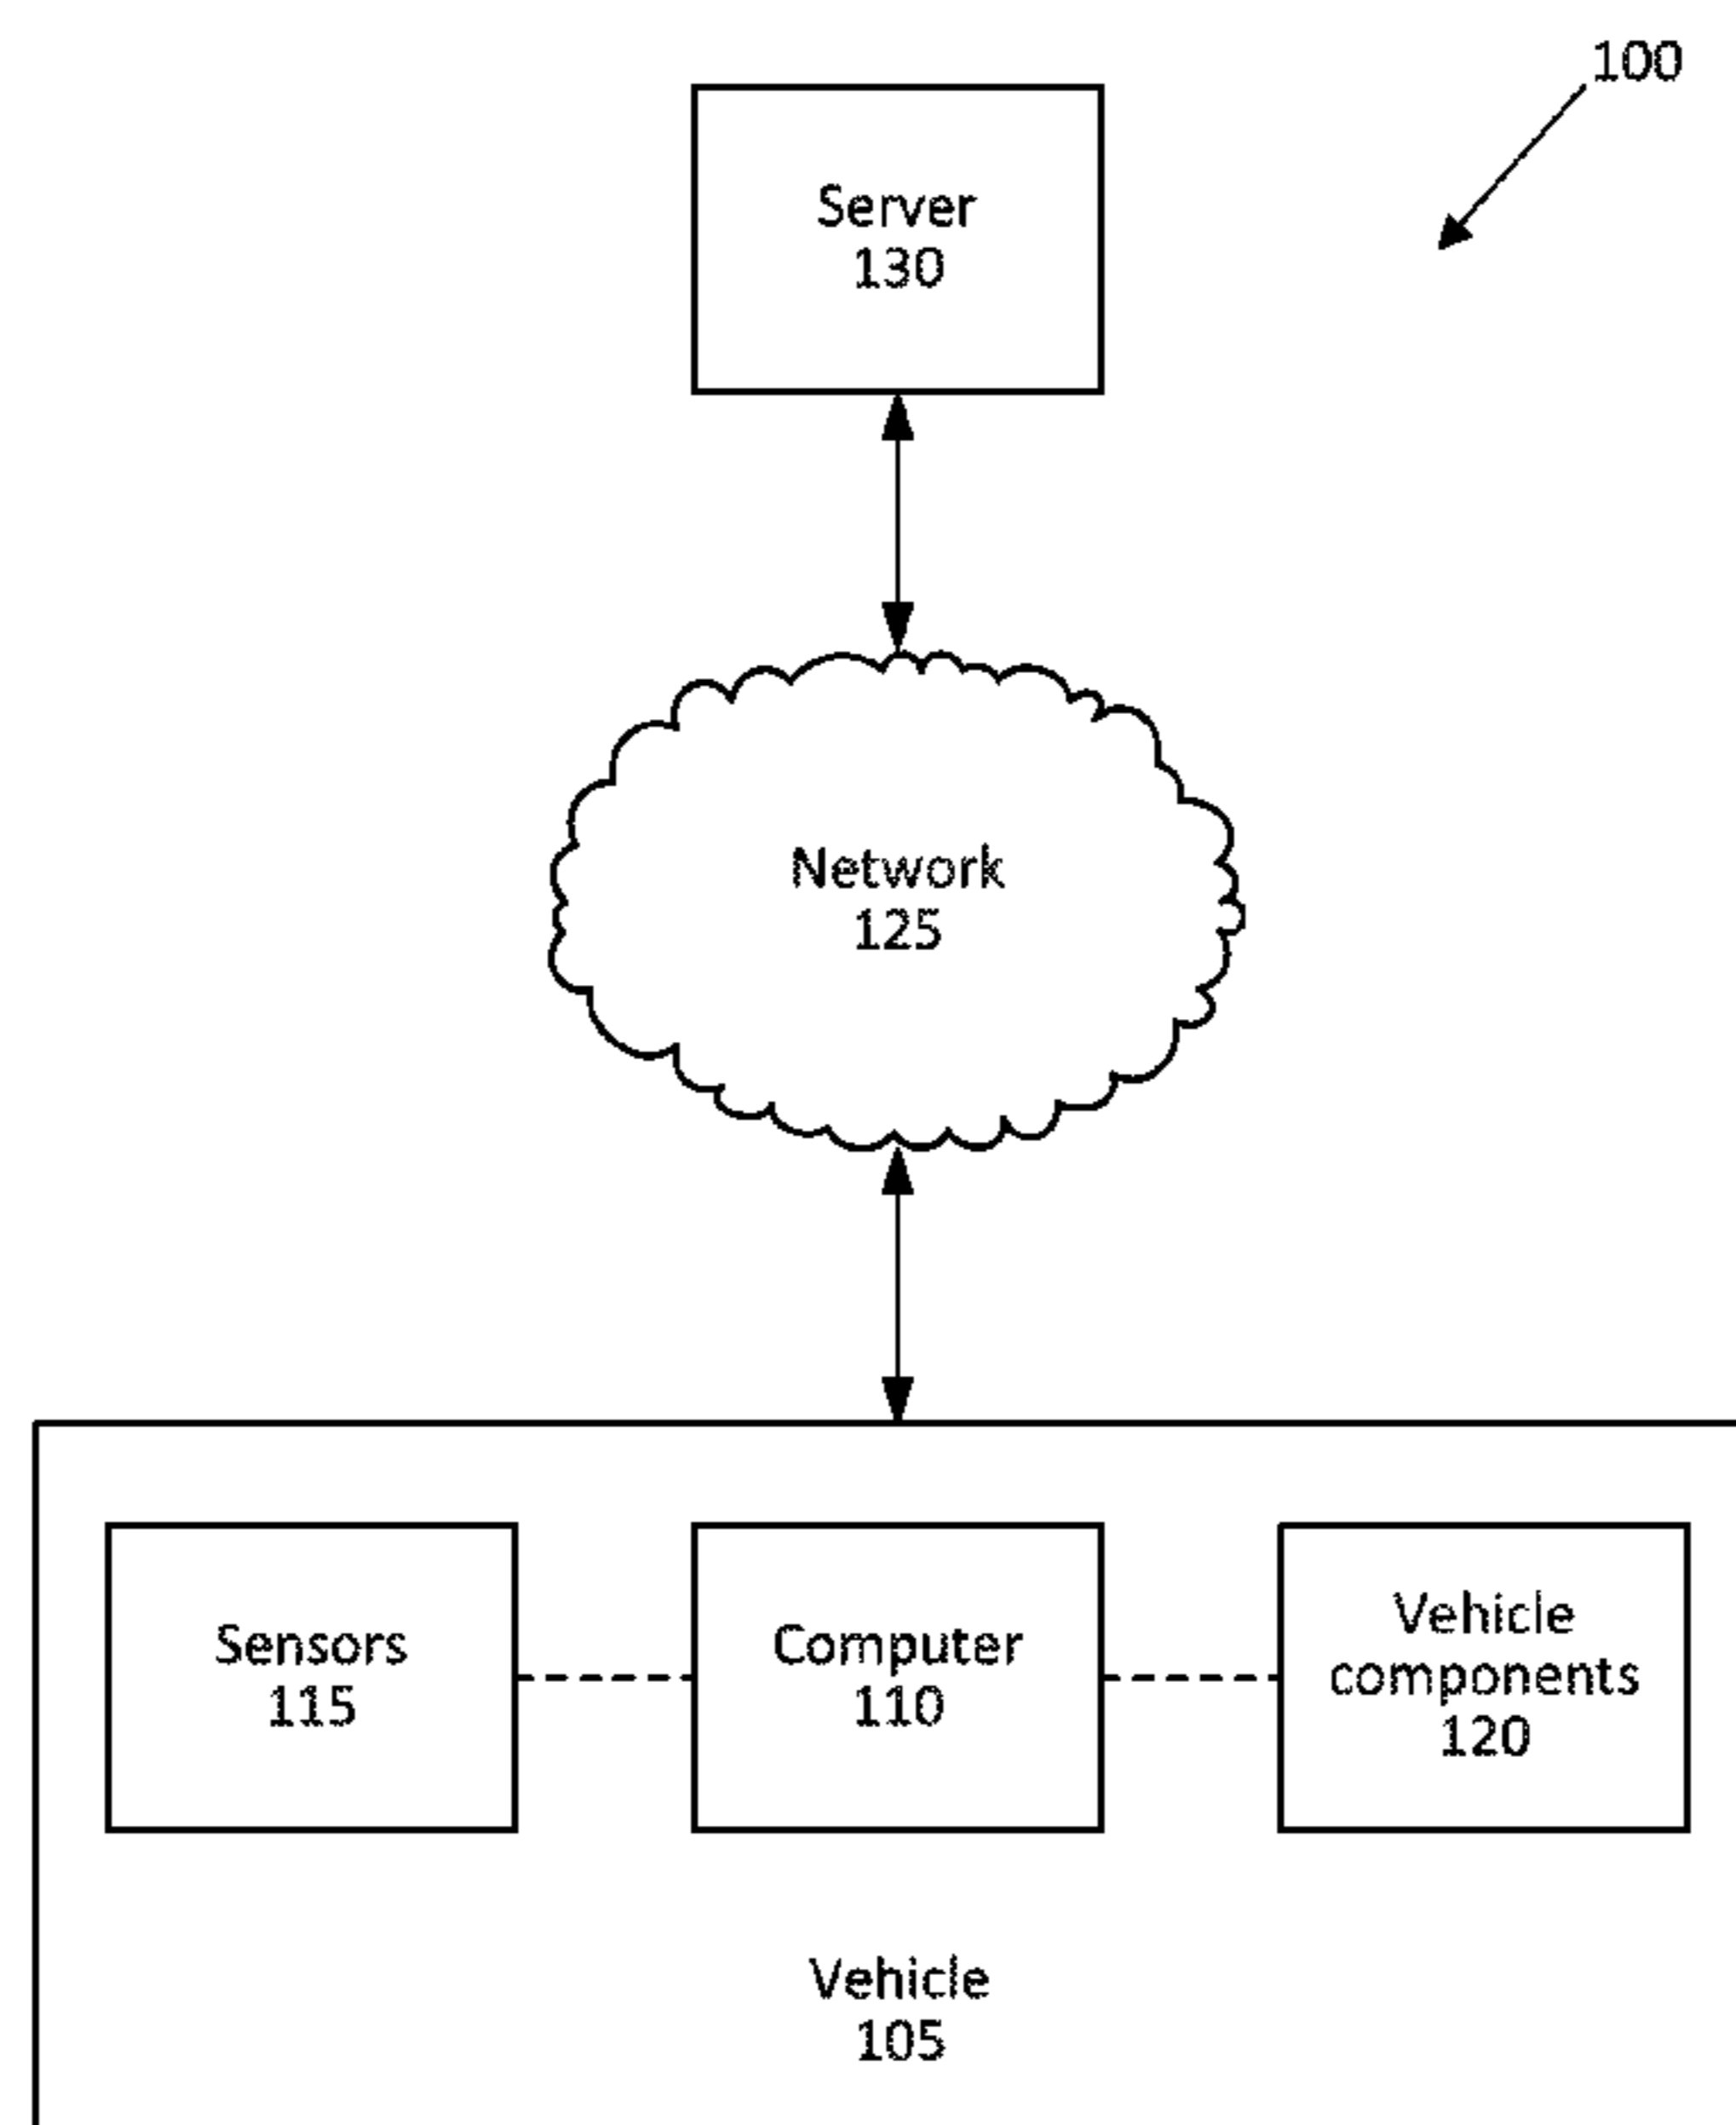 100
Server
130
Network
125
Sensors
115
Computer
110
Vehicle
components
120
Vehicle
105